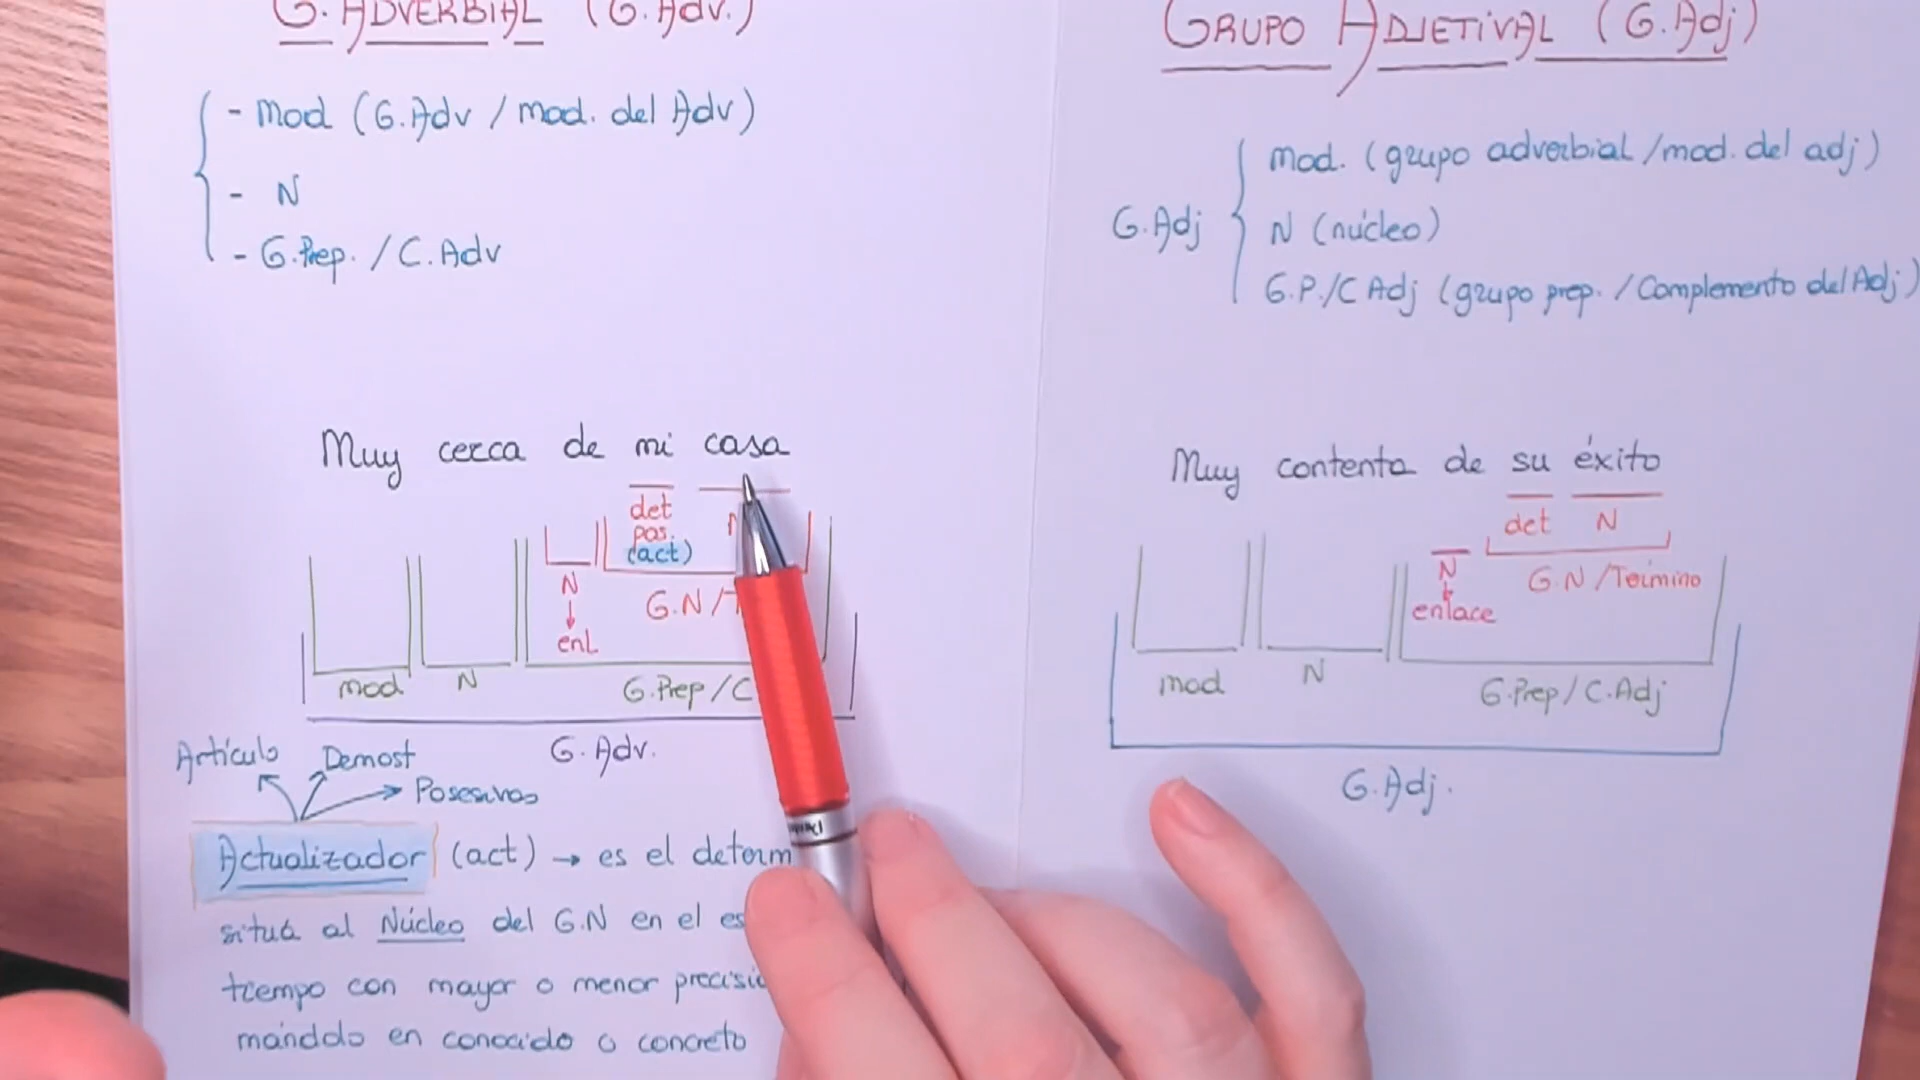 G. ADVERBIAL (G. Adv.)
- Mod (G.Adv / mod. del Adv)
- N
- G.Prep. / C.Adv
Muy cerca de mi casa
det
pos.
(act)
N
N
enl
G.N /
mod
N
G.Prep / C
G. Adv.
Artículo
Demost
Posesivos
Actualizador (act) → es el determ
situá al Núcleo del G.N en el es
tiempo con mayor o menor precisio
mándolo en conocido o concreto
GRUPO ADJETIVAL (G.Adj)
G.Adj
mod. (grupo adverbial / mod. del adj)
N (núcleo)
G.P./C Adj (grupo prep. / Complemento del Adj)
Muy contenta de su éxito
det
N
N
enlace
G.N / Término
mod
N
G.Prep / C.Adj
G.Adj.